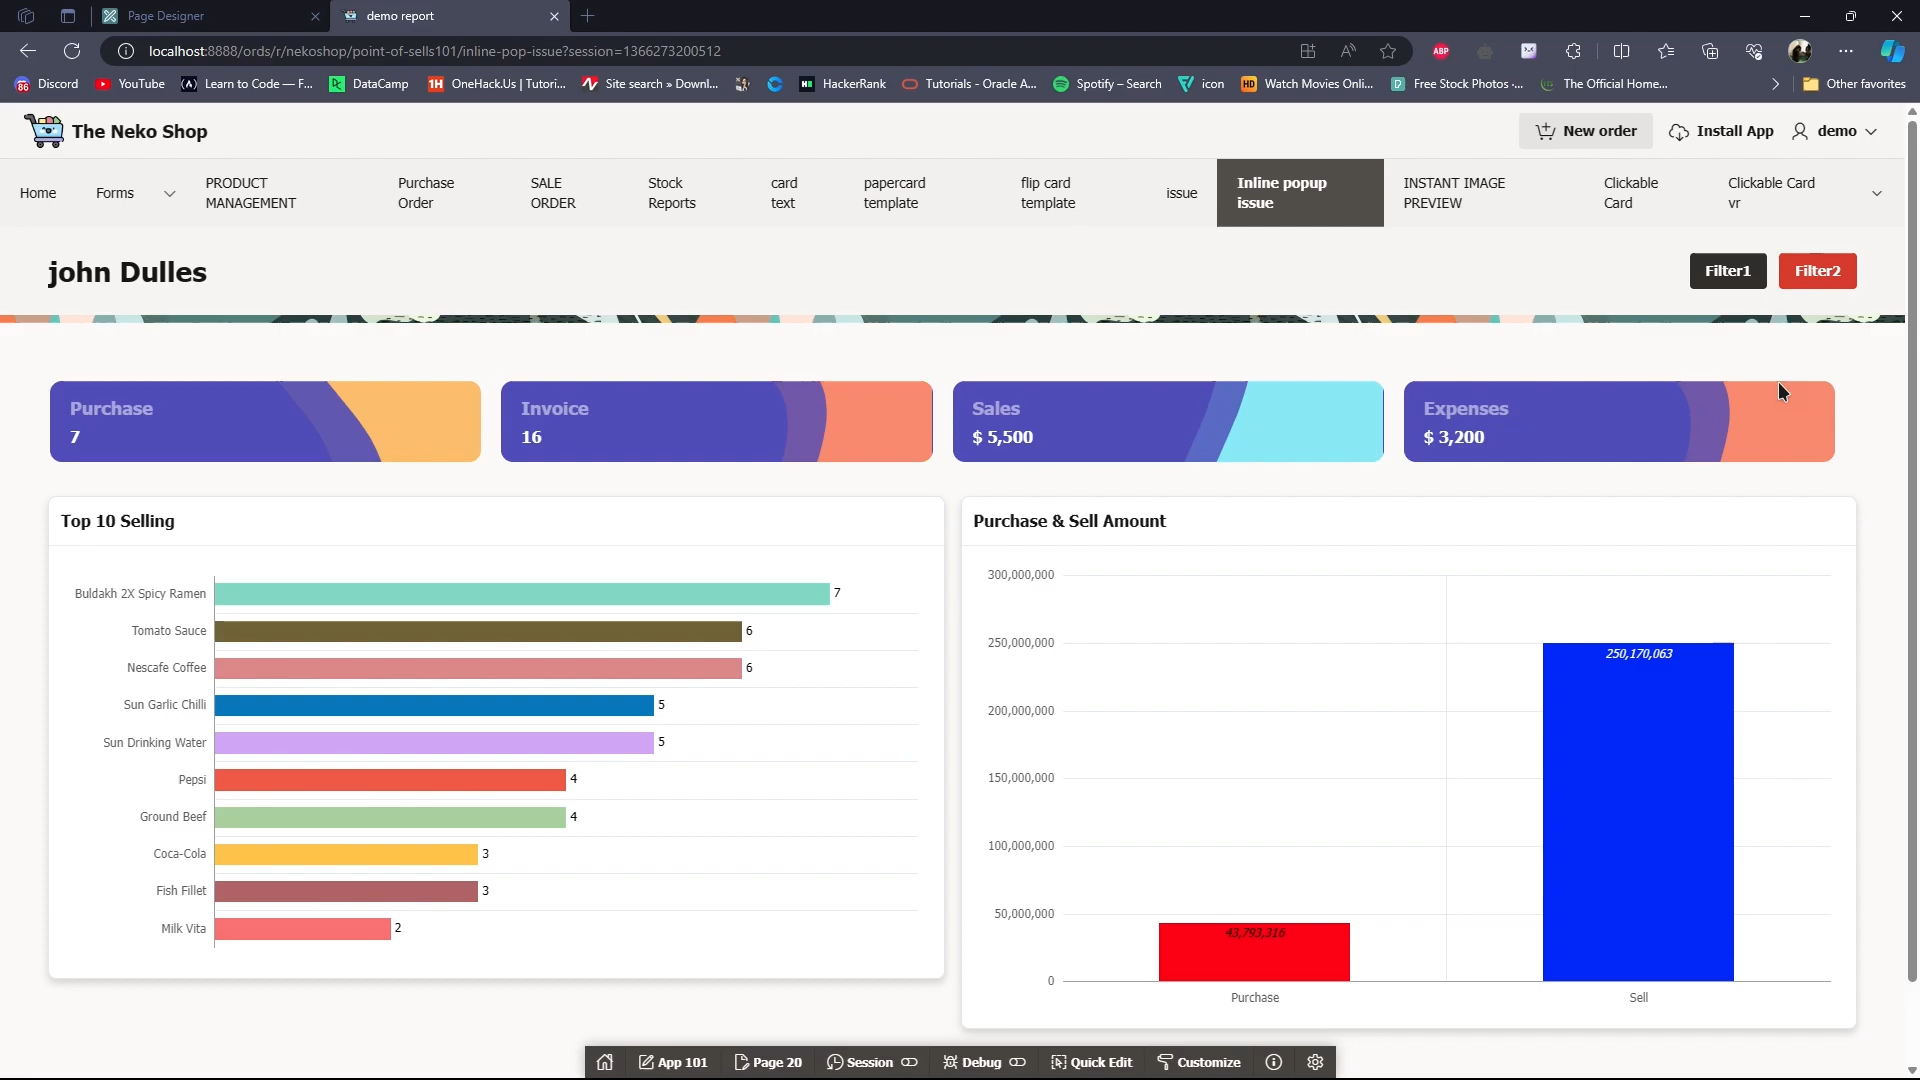 Page Designer
demo report
localhost:8888/ords/r/nekoshop/point-of-sells101/inline-pop-issue?session=1366273200512
ABP
86 Discord
YouTube
Learn to Code — F...
DataCamp
1H OneHack.Us | Tutori...
Site search » Downl...
HackerRank
Tutorials - Oracle A...
Spotify – Search
icon
HD Watch Movies Onli...
Free Stock Photos ·...
The Official Home...
Other favorites
The Neko Shop
New order
Install App
demo
Home
Forms
PRODUCT
MANAGEMENT
Purchase
Order
SALE
ORDER
Stock
Reports
card
text
papercard
template
flip card
template
issue
Inline popup
issue
INSTANT IMAGE
PREVIEW
Clickable
Card
Clickable Card
vr
john Dulles
Filter1
Filter2
Purchase
7
Invoice
16
Sales
$ 5,500
Expenses
$ 3,200
Top 10 Selling
Buldakh 2X Spicy Ramen 7
Tomato Sauce 6
Nescafe Coffee 6
Sun Garlic Chilli 5
Sun Drinking Water 5
Pepsi 4
Ground Beef 4
Coca-Cola 3
Fish Fillet 3
Milk Vita 2
Purchase & Sell Amount
300,000,000
250,000,000
200,000,000
150,000,000
100,000,000
50,000,000
0
250,170,063
43,793,316
Purchase
Sell
App 101
Page 20
Session
Debug
Quick Edit
Customize